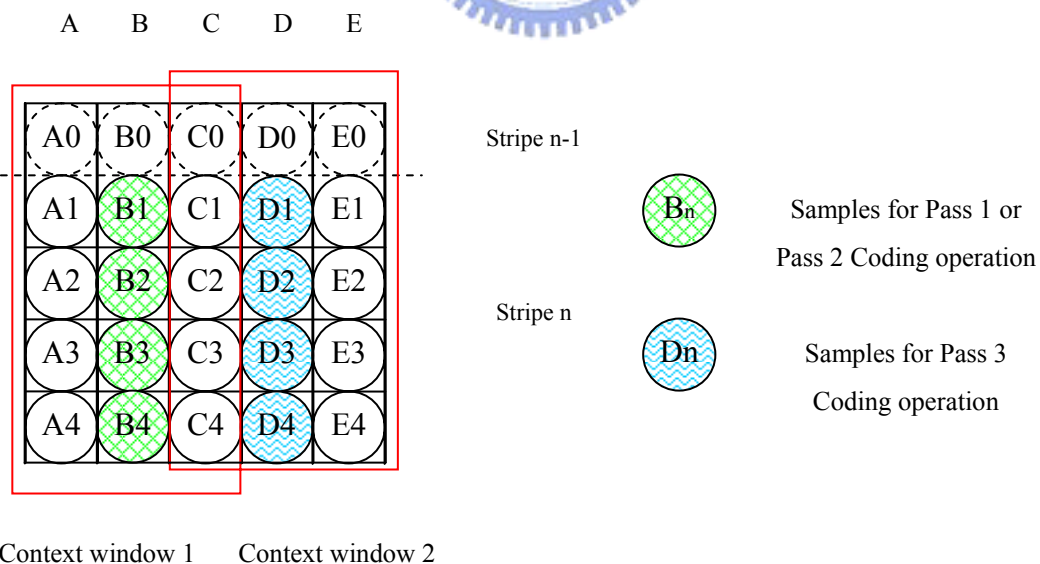 A B C D E
A0 B0 C0 D0 E0
Stripe n-1
A1 B1 C1 D1 E1
Bn
Samples for Pass 1 or
Pass 2 Coding operation
A2 B2 C2 D2 E2
Stripe n
A3 B3 C3 D3 E3
Dn
Samples for Pass 3
Coding operation
A4 B4 C4 D4 E4
Context window 1 Context window 2